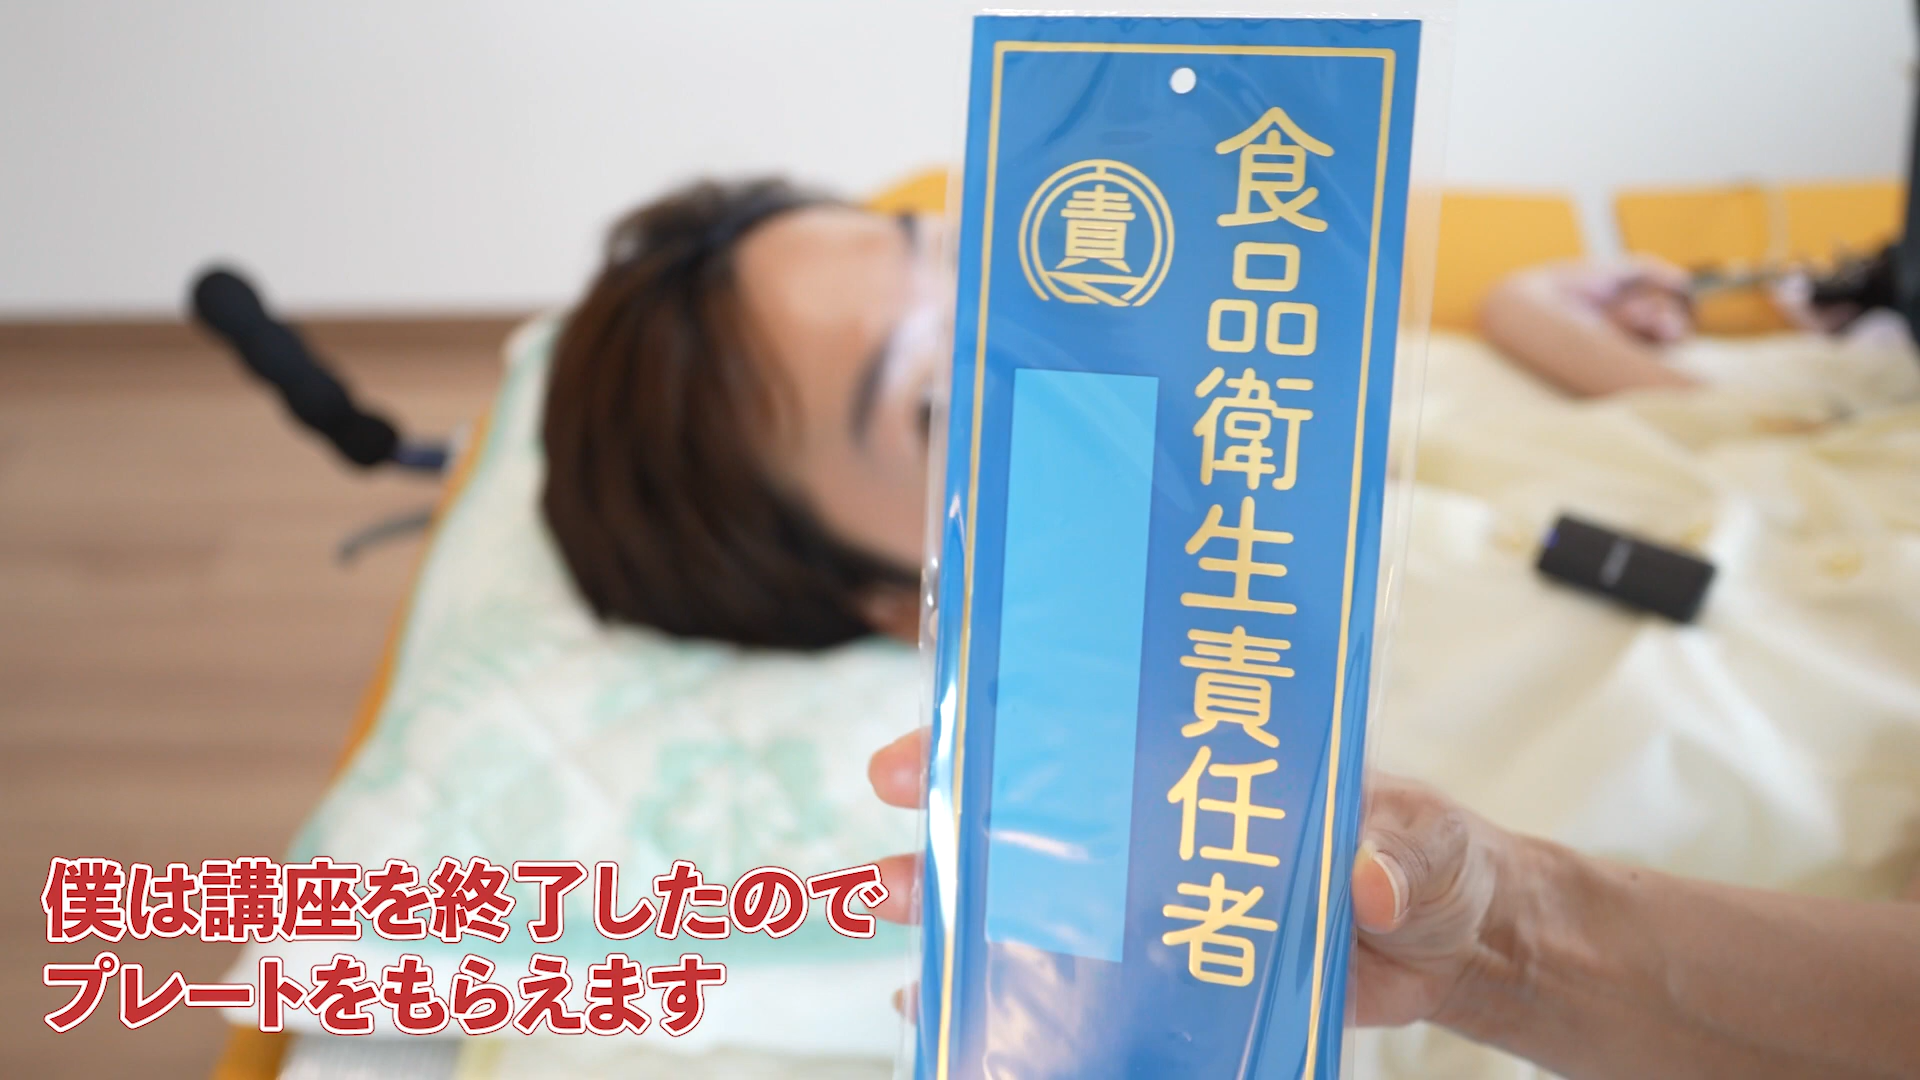 食品衛生責任者
責
僕は講座を終了したので
プレートをもらえます